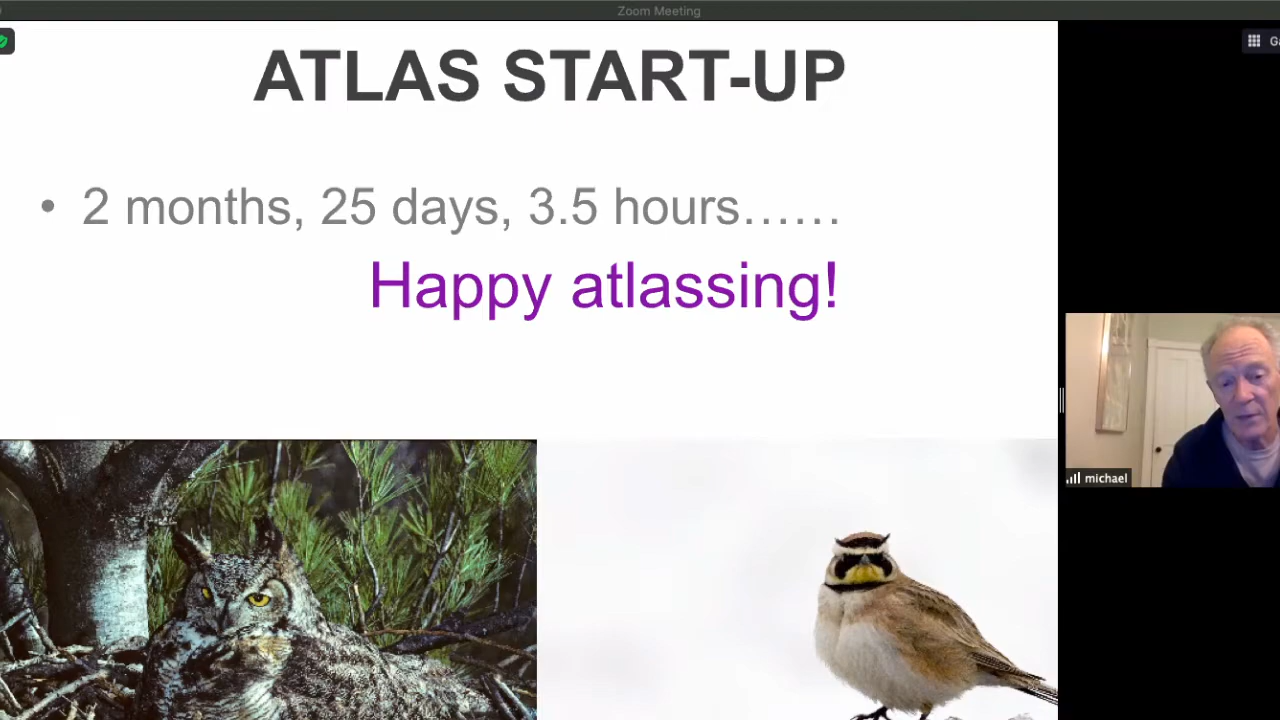 Zoom Meeting
ATLAS START-UP
• 2 months, 25 days, 3.5 hours……
Happy atlassing!
michael